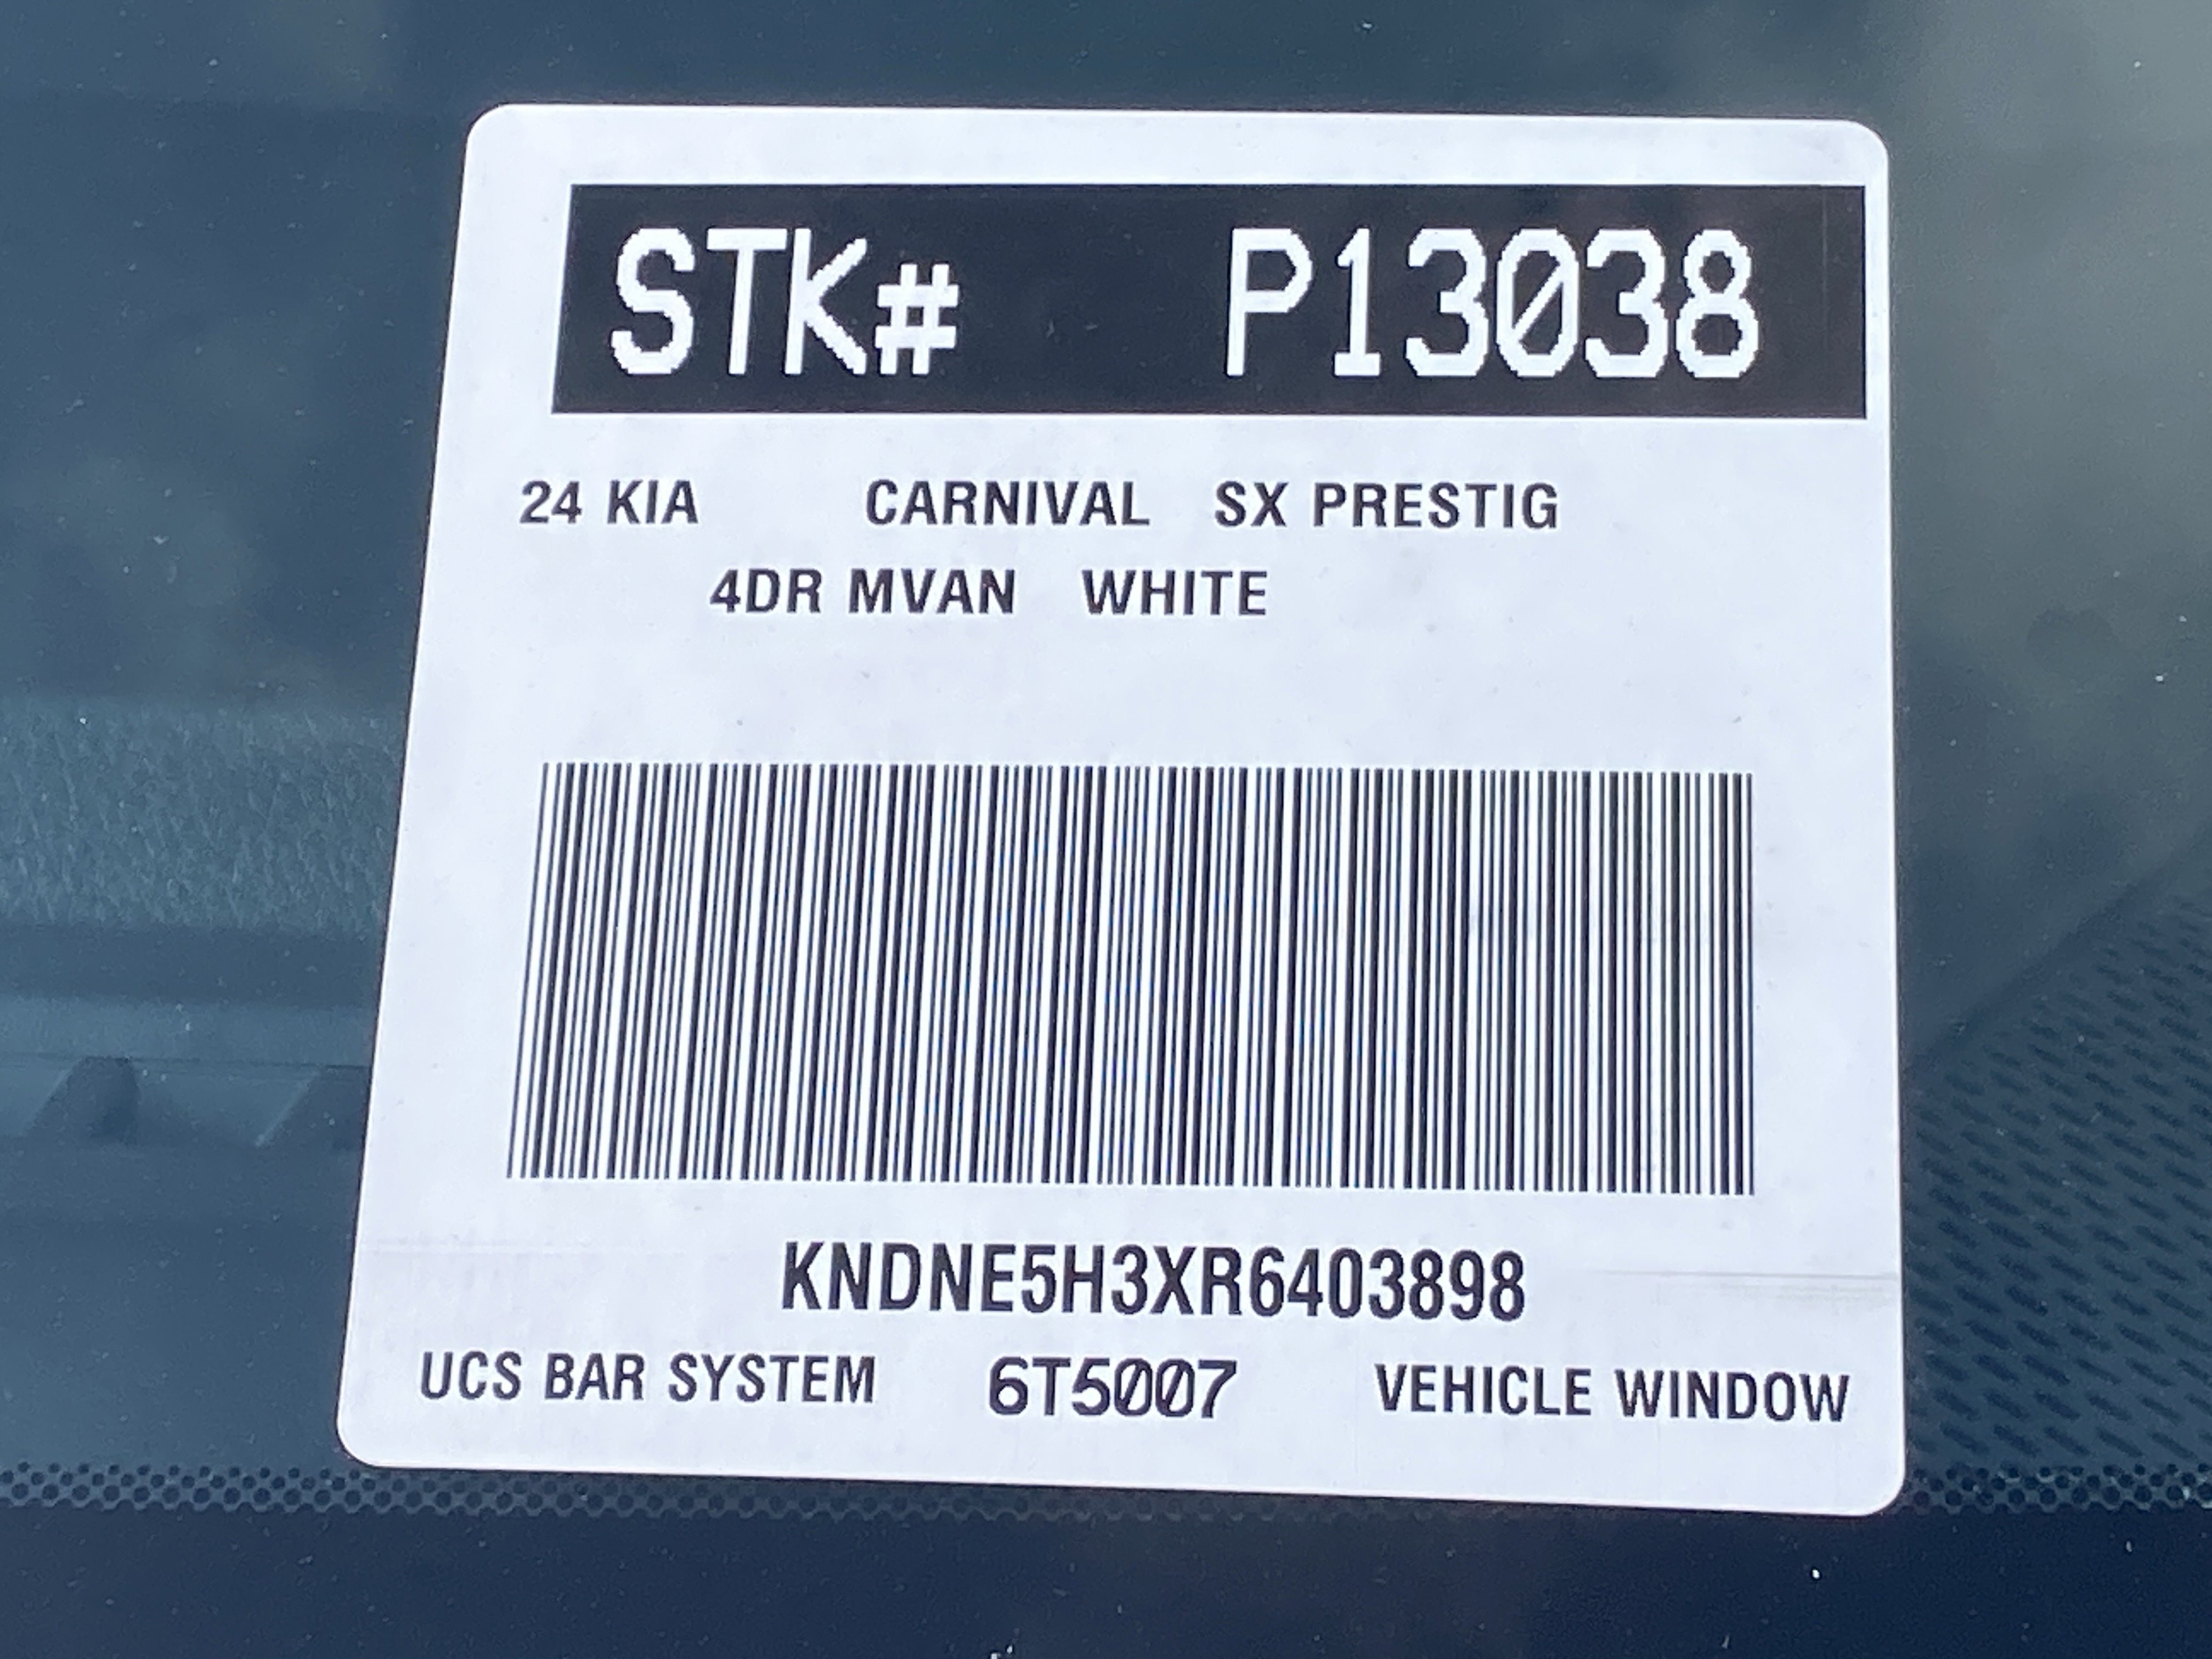 STK# P13038
24 KIA CARNIVAL SX PRESTIG
4DR MVAN WHITE
KNDNE5H3XR6403898
UCS BAR SYSTEM 6T5007 VEHICLE WINDOW